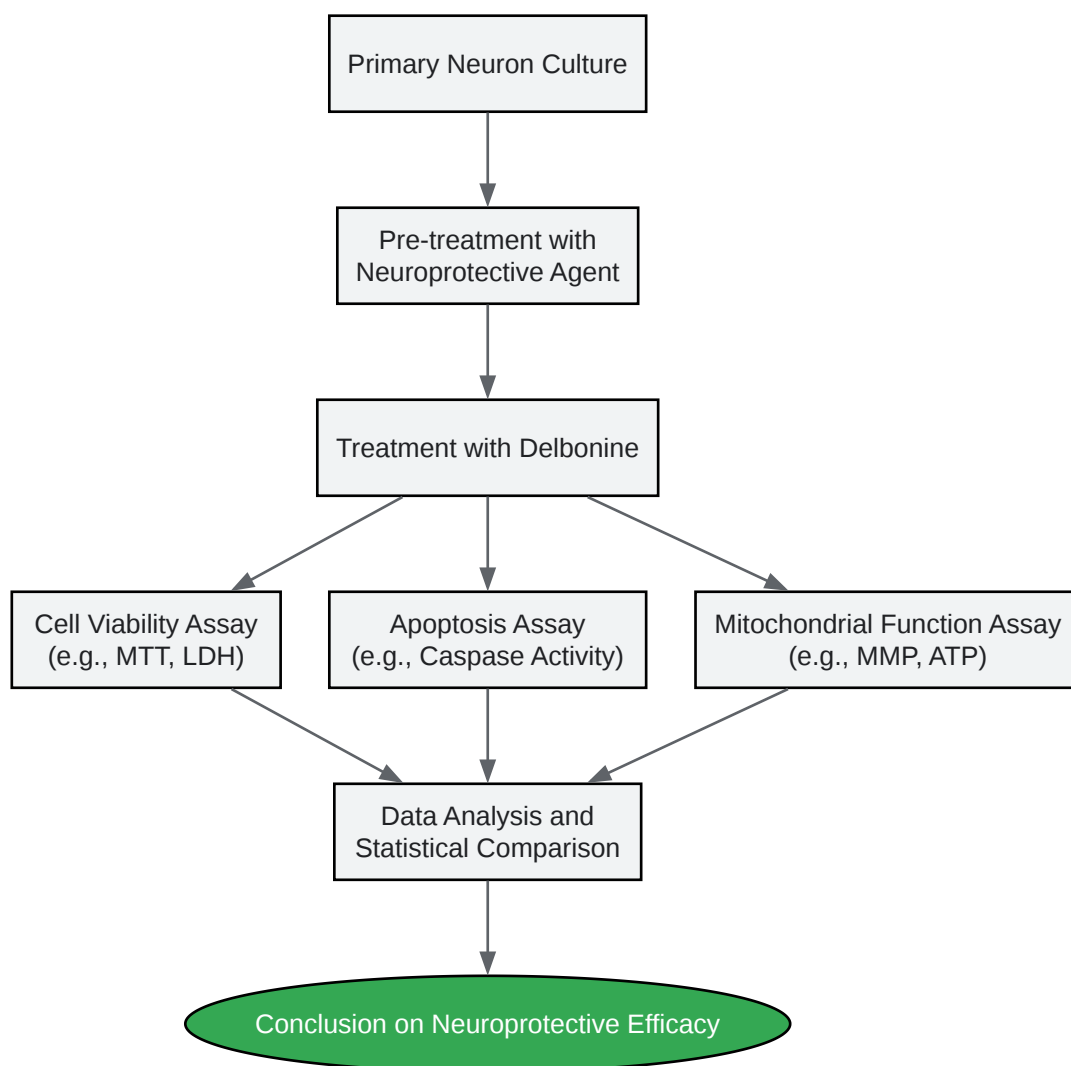 Primary Neuron Culture
Pre-treatment with
Neuroprotective Agent
Treatment with Delbonine
Cell Viability Assay
(e.g., MTT, LDH)
Apoptosis Assay
(e.g., Caspase Activity)
Mitochondrial Function Assay
(e.g., MMP, ATP)
Data Analysis and
Statistical Comparison
Conclusion on Neuroprotective Efficacy